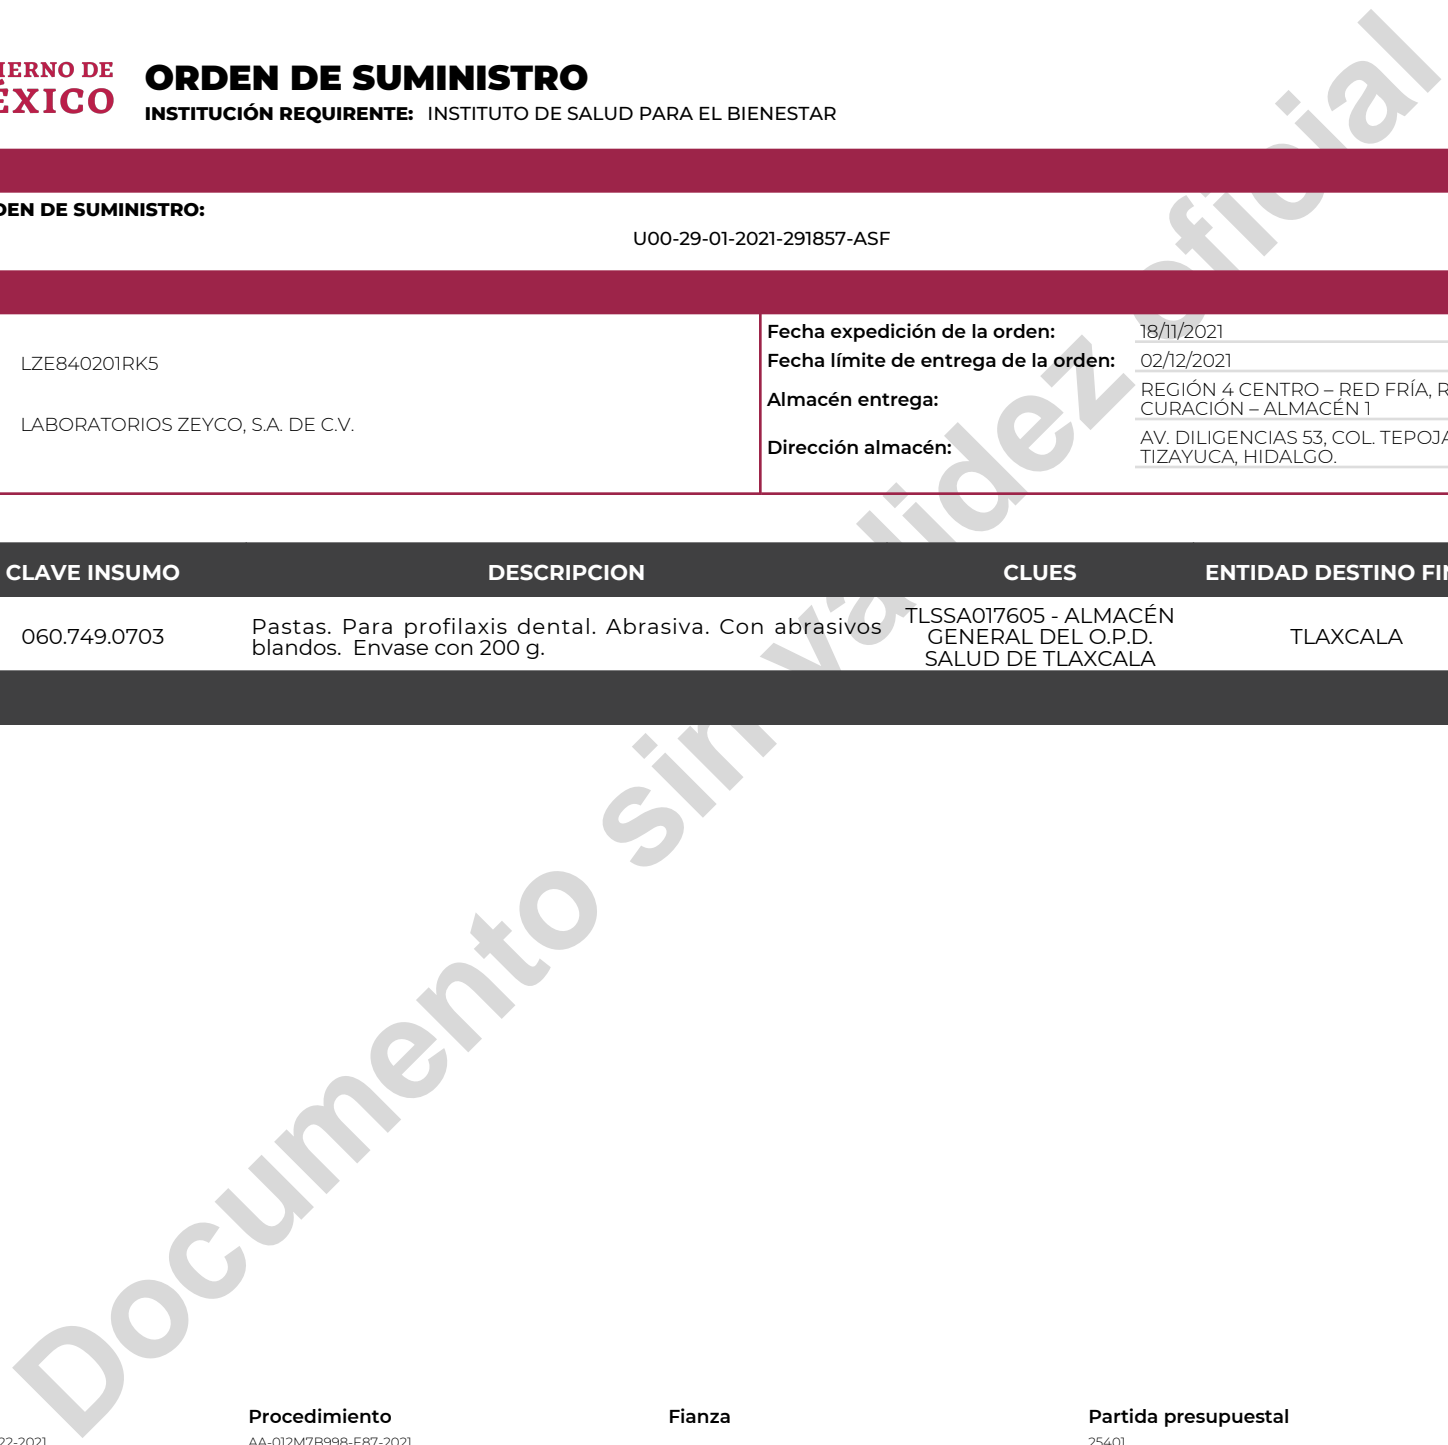 DE
ORDEN DE SUMINISTRO
INSTITUCIÓN REQUIRENTE: INSTITUTO DE SALUD PARA EL BIENESTAR
DE SUMINISTRO:
U00-29-01-2021-291857-ASF
LZE840201RK5
LABORATORIOS ZEYCO, S.A. DE C.V.
Fecha expedición de la orden: 18/11/2021
Fecha límite de entrega de la orden: 02/12/2021
Almacén entrega: REGIÓN 4 CENTRO – RED FRÍA,
CURACIÓN – ALMACÉN 1
Dirección almacén: AV. DILIGENCIAS 53, COL.
TIZAYUCA, HIDALGO.
CLAVE INSUMO DESCRIPCION CLUES ENTIDAD DESTINO
060.749.0703
Pastas. Para profilaxis dental. Abrasiva. Con abrasivos
blandos. Envase con 200 g.
TLSSA017605 - ALMACÉN
GENERAL DEL O.P.D.
SALUD DE TLAXCALA
TLAXCALA
Documento sin validez oficial
Procedimiento Fianza Partida presupuestal
AA-012M7B998-E87-2021 25401